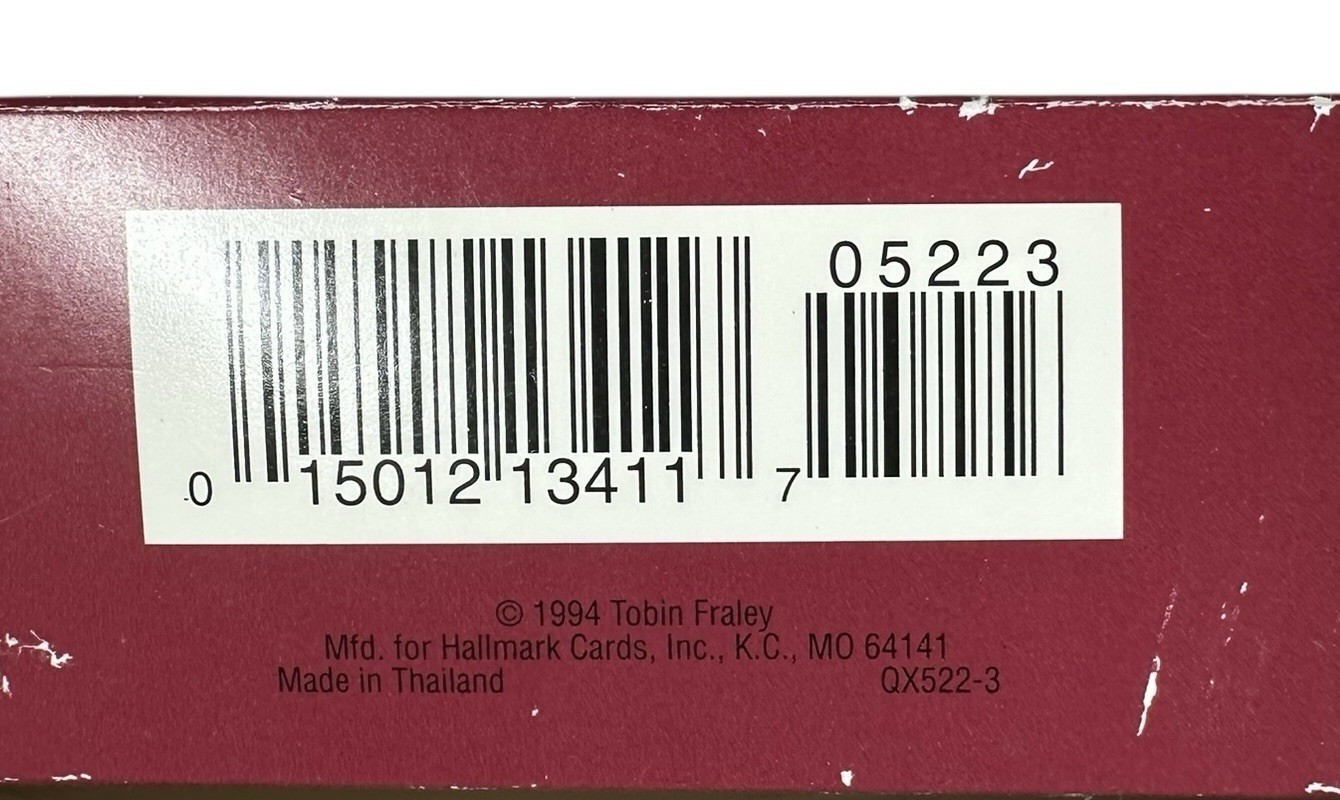 05223
0 15012 13411 7
© 1994 Tobin Fraley
Mfd. for Hallmark Cards, Inc., K.C., MO 64141
Made in Thailand QX522-3